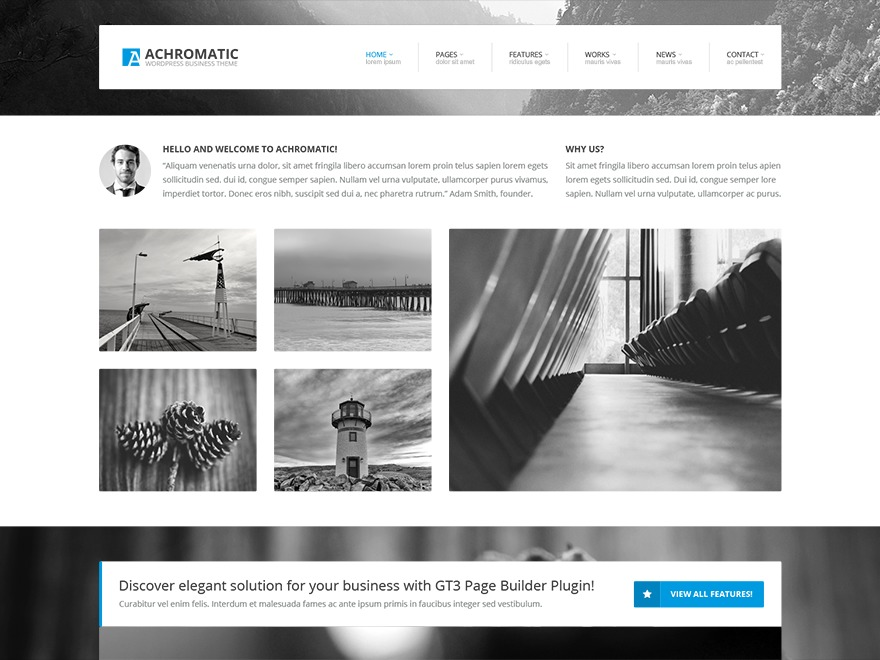 ACHROMATIC
WORDPRESS BUSINESS THEME
HOME
lorem ipsum
PAGES
dolor sit amet
FEATURES
ridiculus egets
WORKS
mauris vivaa
NEWS
mauris vivaa
CONTACT
ac pellentest
HELLO AND WELCOME TO ACHROMATIC!
“Aliquam venenatis urna dolor, sit amet fringila libero accumsan lorem proin telus sapien lorem egets
sollicitudin sed. dui id, congue semper sapien. Nullam vel urna vulputate, ullamcorper purus vivamus,
imperdiet tortor. Donec eros nibh, suscipit sed dui a, nec pharetra rutrum.” Adam Smith, founder.
WHY US?
Sit amet fringila libero accumsan lorem proin telus apien
lorem egets sollicitudin sed. Dui id, congue semper lore
sapien. Nullam vel urna vulputate, ullamcorper ac purus.
Discover elegant solution for your business with GT3 Page Builder Plugin!
Curabitur vel enim felis. Interdum et malesuada fames ac ante ipsum primis in faucibus integer sed vestibulum.
VIEW ALL FEATURES!